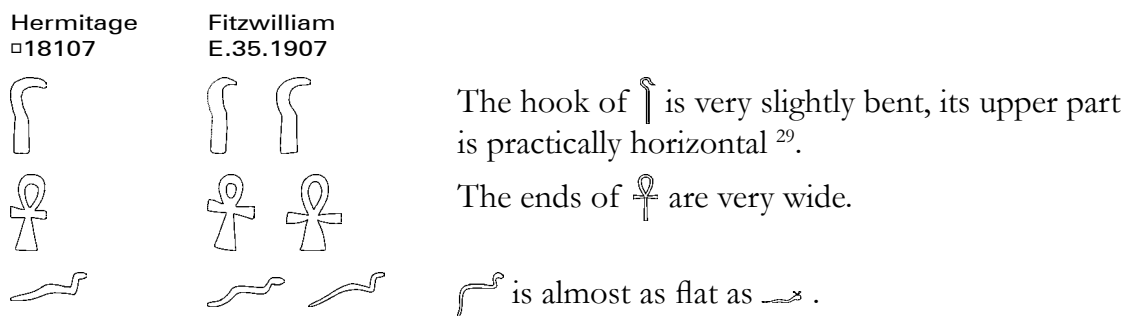 Hermitage Fitzwilliam
▫18107 E.35.1907
The hook of 𓋾 is very slightly bent, its upper part
is practically horizontal ²⁹.
The ends of 𓋹 are very wide.
𓆓 is almost as flat as 𓆑 .